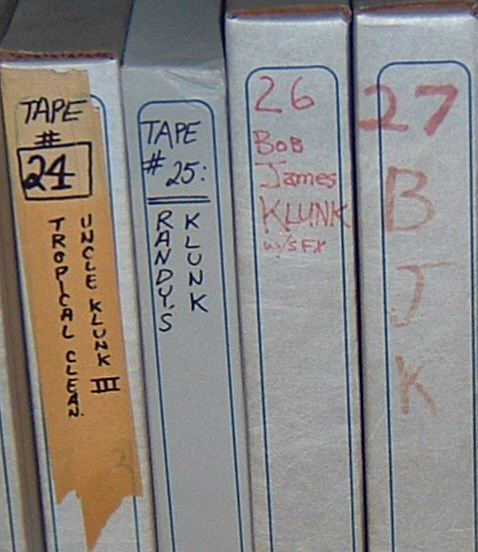 TAPE
#
24
UNCLE KLUNK III
TROPICAL CLEAN.
TAPE
# 25:
RANDY.S
KLUNK
26
BOB
James
KLUNK
w/SFX
27
B
J
K